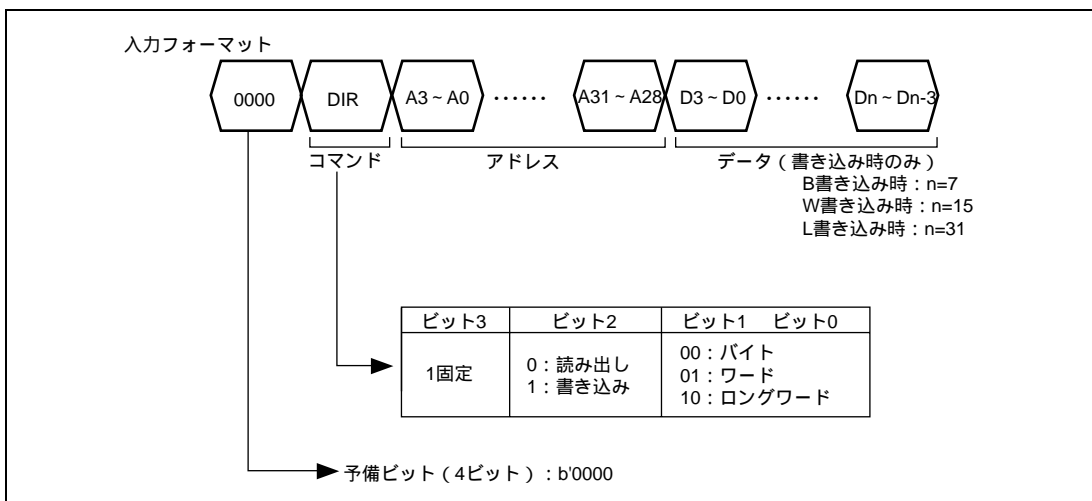 入力フォーマット
0000 DIR A3～A0 ‥‥‥ A31～A28 D3～D0 ‥‥‥ Dn～Dn-3
コマンド アドレス データ（書き込み時のみ）
B書き込み時：n=7
W書き込み時：n=15
L書き込み時：n=31
ビット3 ビット2 ビット1 ビット0
1固定
0：読み出し
1：書き込み
00：バイト
01：ワード
10：ロングワード
予備ビット（4ビット）：b'0000